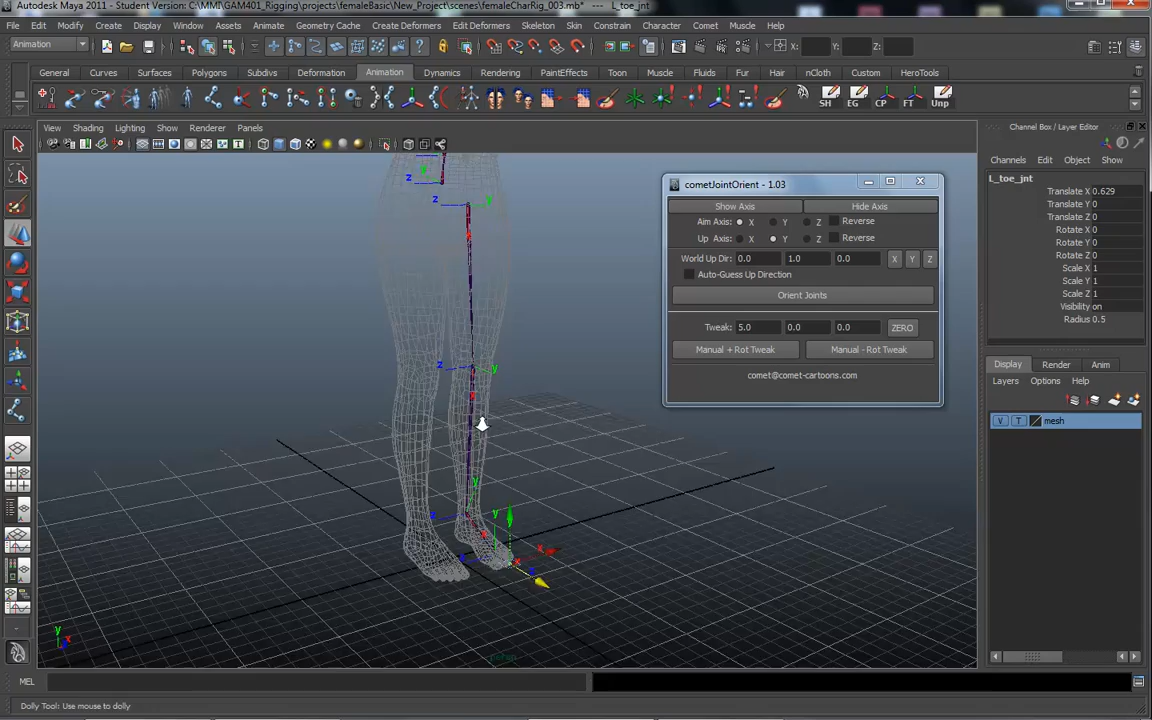 Autodesk Maya 2011 - Student Version: C:\MMI\GAM401_Rigging\projects\femaleBasic\New_Project\scenes\femaleCharRig_003.mb* --- L_toe_jnt
File Edit Modify Create Display Window Assets Animate Geometry Cache Create Deformers Edit Deformers Skeleton Skin Constrain Character Muscle Help
Animation X: Y: Z:
General Curves Surfaces Polygons Subdivs Deformation Animation Dynamics Rendering PaintEffects Toon Muscle Fluids Fur Hair nCloth Custom HeroTools
SH EG CP FT Unp
View Shading Lighting Show Renderer Panels
Channel Box / Layer Editor
Channels Edit Object Show
L_toe_jnt
Translate X 0.629
Translate Y 0
Translate Z 0
Rotate X 0
Rotate Y 0
Rotate Z 0
Scale X 1
Scale Y 1
Scale Z 1
Visibility on
Radius 0.5
cometJointOrient - 1.03
Show Axis Hide Axis
Aim Axis: X Y Z Reverse
Up Axis: X Y Z Reverse
World Up Dir: 0.0 1.0 0.0 X Y Z
Auto-Guess Up Direction
Orient Joints
Tweak: 5.0 0.0 0.0 ZERO
Manual + Rot Tweak Manual - Rot Tweak
comet@comet-cartoons.com
Display Render Anim
Layers Options Help
V T mesh
persp
MEL
Dolly Tool: Use mouse to dolly